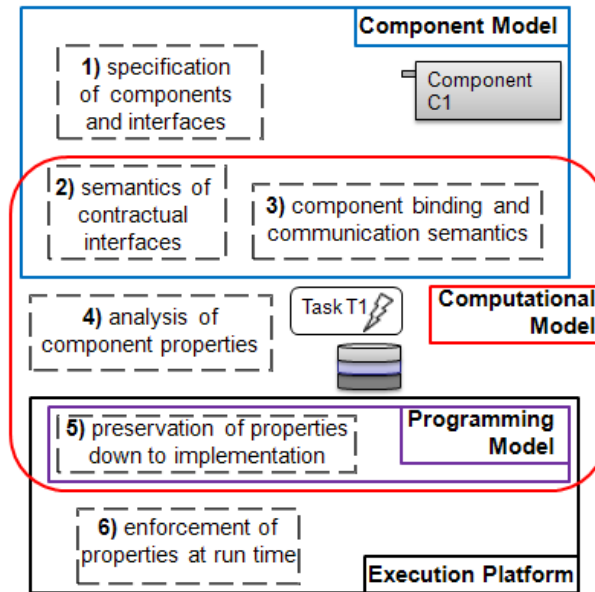 Component Model
1) specification
of components
and interfaces
Component
C1
2) semantics of
contractual
interfaces
3) component binding and
communication semantics
4) analysis of
component properties
Task T1
Computational
Model
5) preservation of properties
down to implementation
Programming
Model
6) enforcement of
properties at run time
Execution Platform